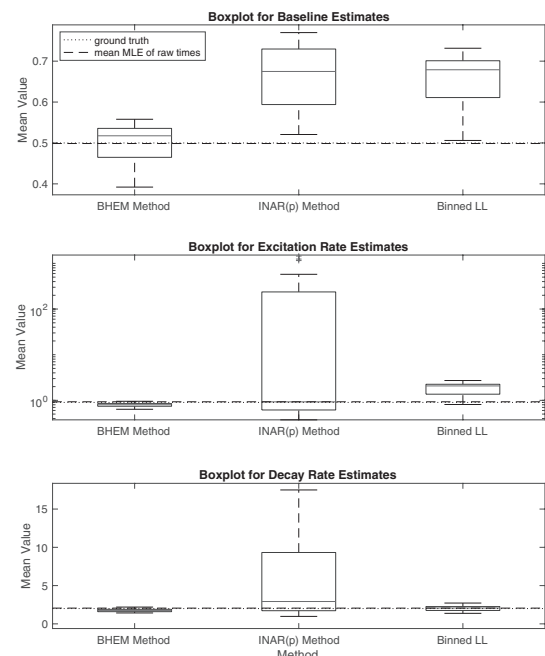 Boxplot for Baseline Estimates
ground truth
mean MLE of raw times
0.7
0.6
0.5
0.4
Mean Value
BHEM Method INAR(p) Method Binned LL
Boxplot for Excitation Rate Estimates
10²
10⁰
Mean Value
BHEM Method INAR(p) Method Binned LL
Boxplot for Decay Rate Estimates
15
10
5
0
Mean Value
BHEM Method INAR(p) Method Binned LL
Method